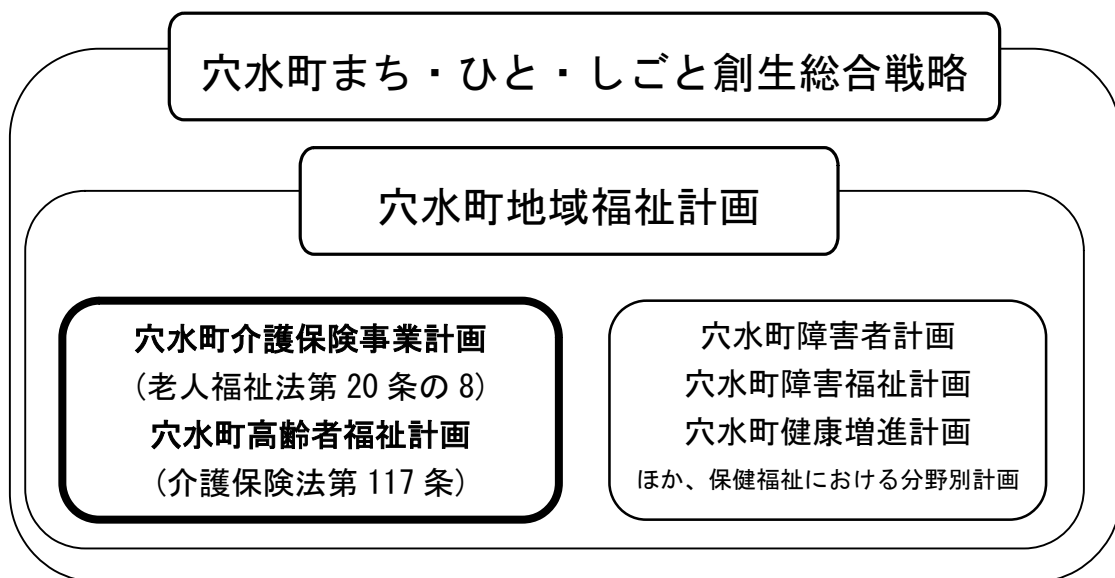 穴水町まち・ひと・しごと創生総合戦略
穴水町地域福祉計画
穴水町介護保険事業計画
(老人福祉法第 20 条の 8)
穴水町高齢者福祉計画
(介護保険法第 117 条)
穴水町障害者計画
穴水町障害福祉計画
穴水町健康増進計画
ほか、保健福祉における分野別計画